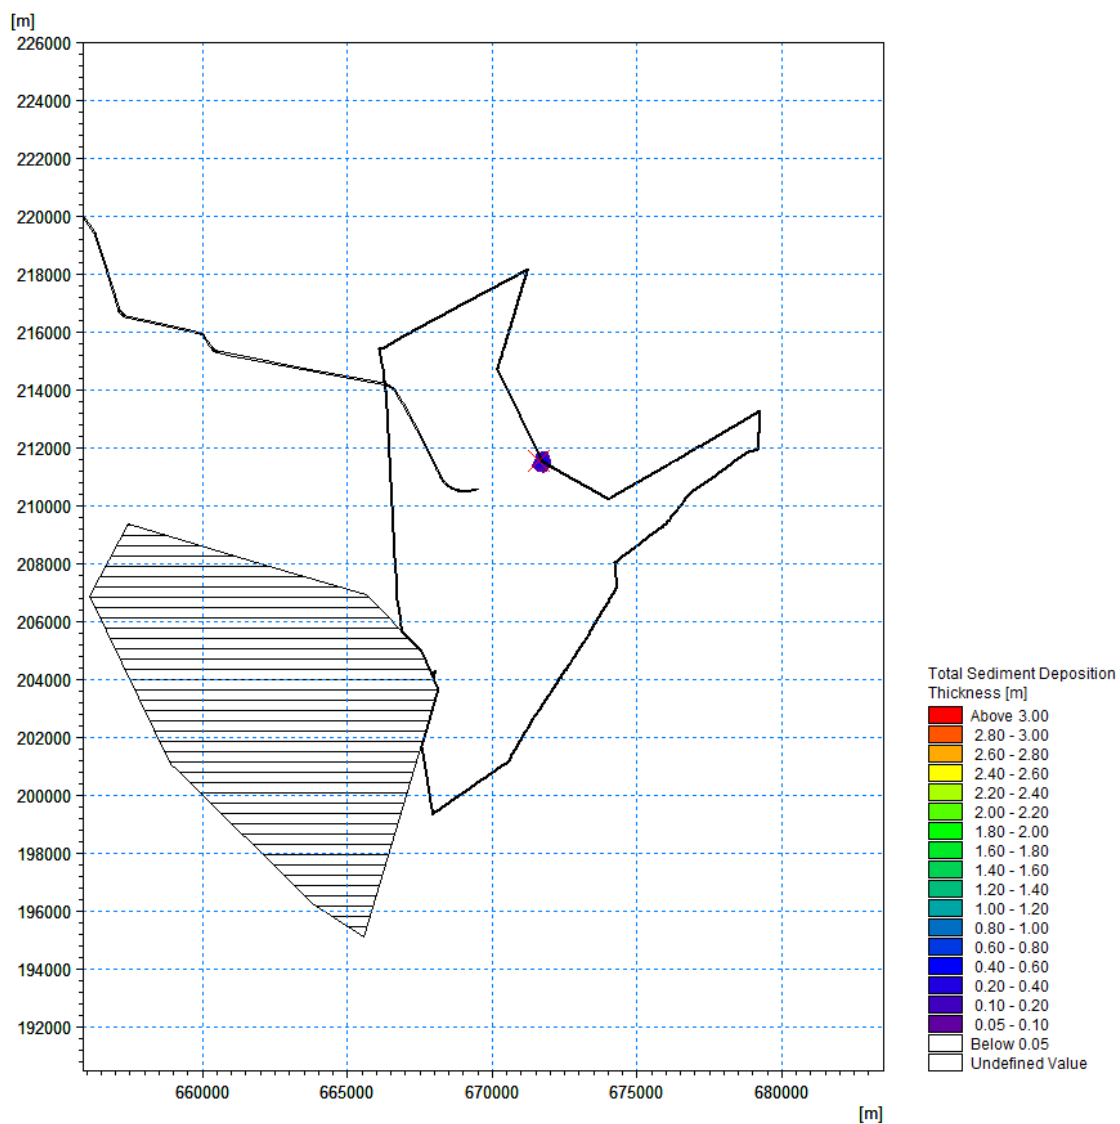 [m]
226000
224000
222000
220000
218000
216000
214000
212000
210000
208000
206000
204000
202000
200000
198000
196000
194000
192000
660000 665000 670000 675000 680000
[m]
Total Sediment Deposition
Thickness [m]
Above 3.00
2.80 - 3.00
2.60 - 2.80
2.40 - 2.60
2.20 - 2.40
2.00 - 2.20
1.80 - 2.00
1.60 - 1.80
1.40 - 1.60
1.20 - 1.40
1.00 - 1.20
0.80 - 1.00
0.60 - 0.80
0.40 - 0.60
0.20 - 0.40
0.10 - 0.20
0.05 - 0.10
Below 0.05
Undefined Value